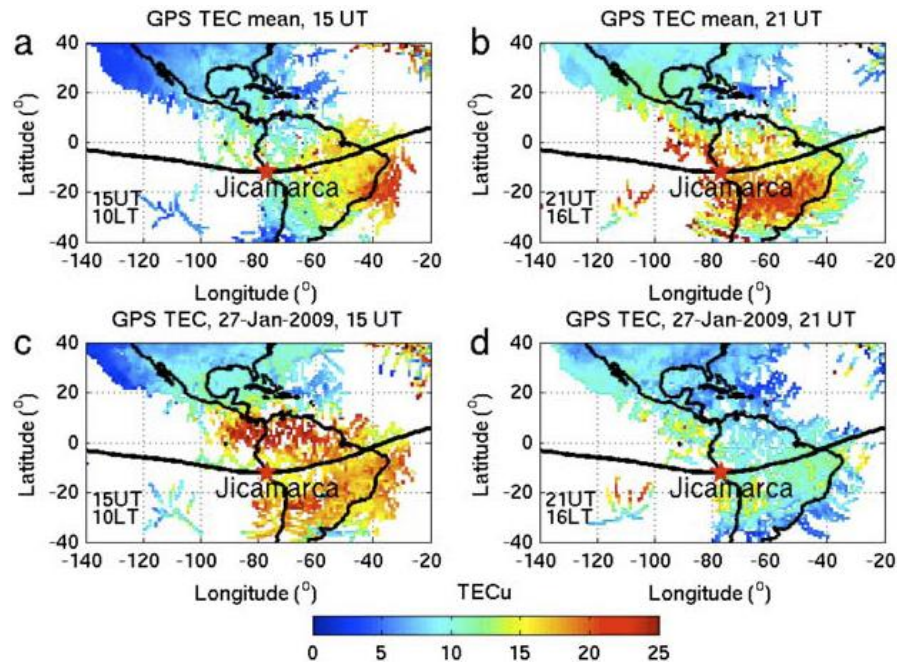 GPS TEC mean, 15 UT
a
40
20
0
-20
-40
Latitude (°)
15UT
10LT
Jicamarca
-140 -120 -100 -80 -60 -40 -20
Longitude (°)
GPS TEC mean, 21 UT
b
40
20
0
-20
-40
Latitude (°)
21UT
16LT
Jicamarca
-140 -120 -100 -80 -60 -40 -20
Longitude (°)
GPS TEC, 27-Jan-2009, 15 UT
c
40
20
0
-20
-40
Latitude (°)
15UT
10LT
Jicamarca
-140 -120 -100 -80 -60 -40 -20
Longitude (°)
GPS TEC, 27-Jan-2009, 21 UT
d
40
20
0
-20
-40
Latitude (°)
21UT
16LT
Jicamarca
-140 -120 -100 -80 -60 -40 -20
Longitude (°)
TECu
0 5 10 15 20 25